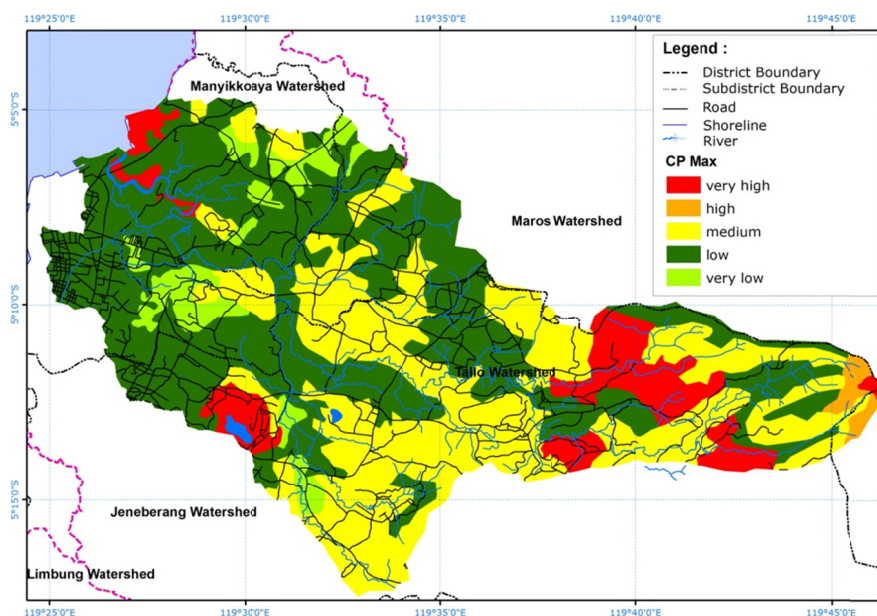 119°25'0"E 119°30'0"E 119°35'0"E 119°40'0"E 119°45'0"E
Manyikkoaya Watershed
5°5'0"S
Maros Watershed
5°10'0"S
Tallo Watershed
5°15'0"S
Jeneberang Watershed
Limbung Watershed
Legend :
District Boundary
Subdistrict Boundary
Road
Shoreline
River
CP Max
very high
high
medium
low
very low
119°25'0"E 119°30'0"E 119°35'0"E 119°40'0"E 119°45'0"E